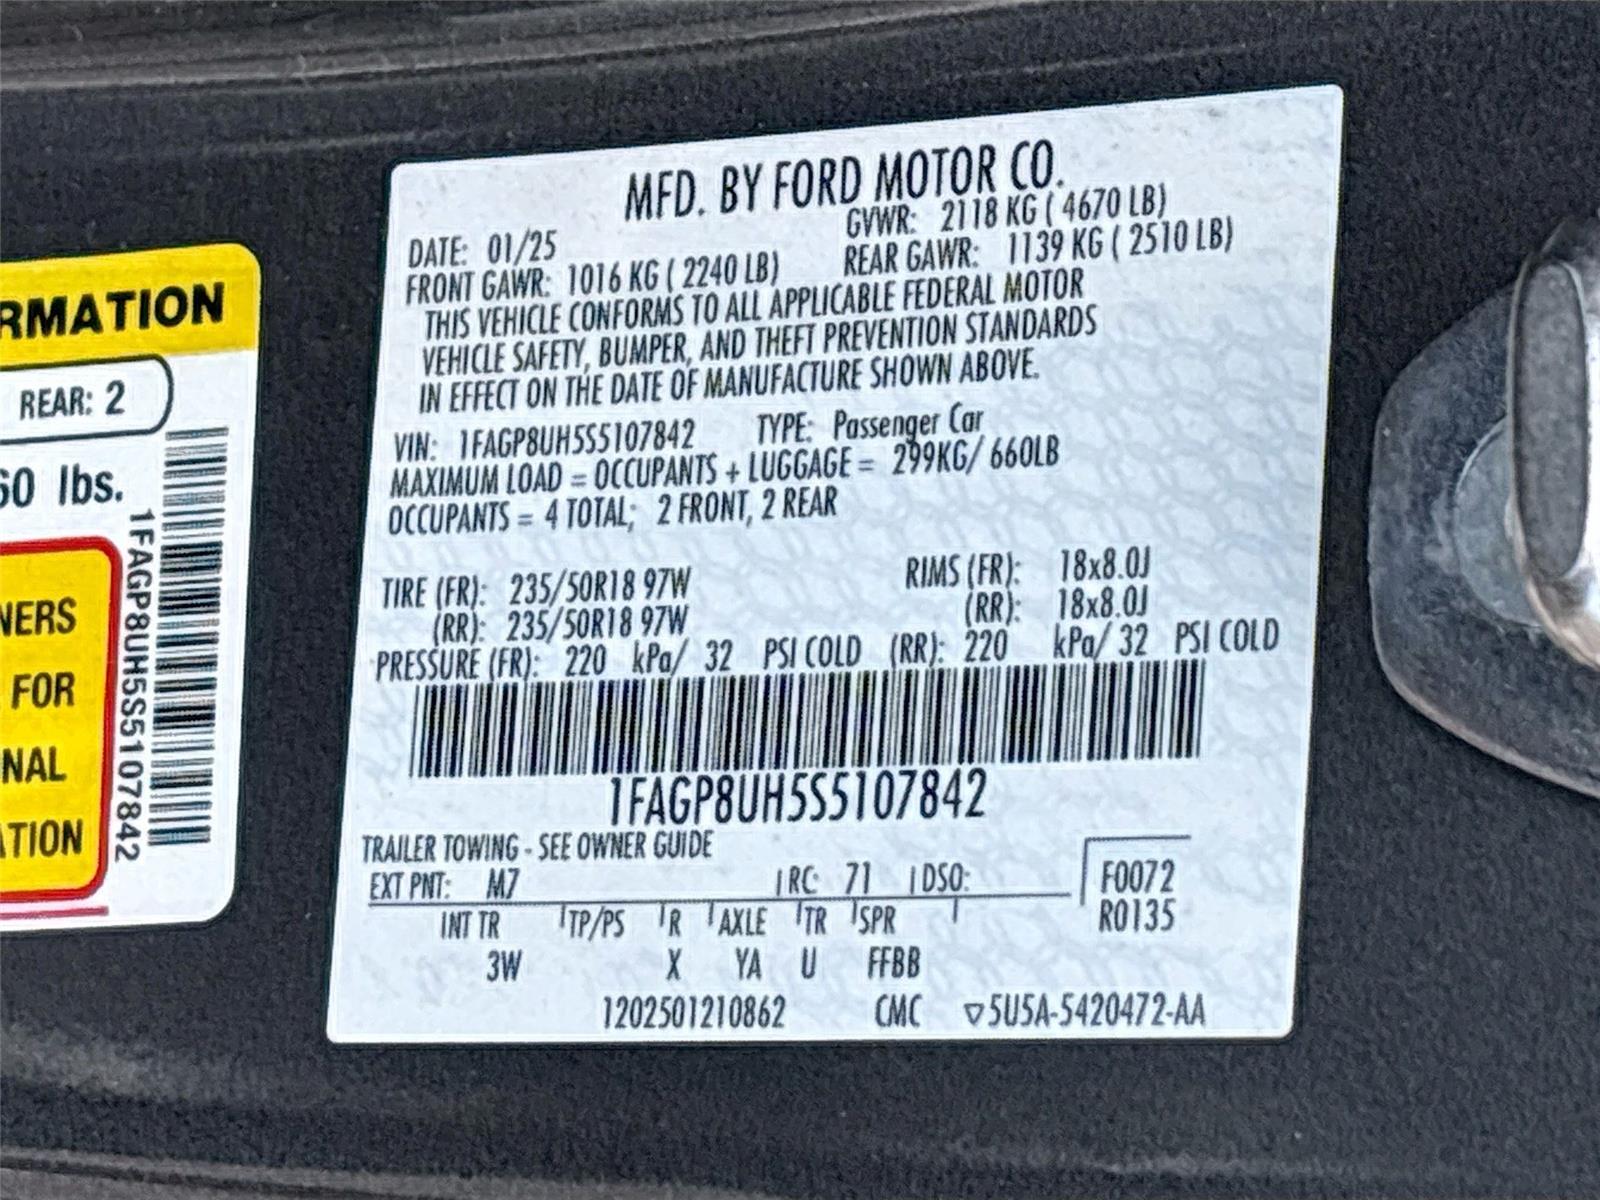 MFD. BY FORD MOTOR CO.
DATE: 01/25 GVWR: 2118 KG ( 4670 LB)
FRONT GAWR: 1016 KG ( 2240 LB) REAR GAWR: 1139 KG ( 2510 LB)
THIS VEHICLE CONFORMS TO ALL APPLICABLE FEDERAL MOTOR
VEHICLE SAFETY, BUMPER, AND THEFT PREVENTION STANDARDS
IN EFFECT ON THE DATE OF MANUFACTURE SHOWN ABOVE.
VIN: 1FAGP8UH5S5107842 TYPE: Passenger Car
MAXIMUM LOAD = OCCUPANTS + LUGGAGE = 299KG/ 660LB
OCCUPANTS = 4 TOTAL; 2 FRONT, 2 REAR
TIRE (FR): 235/50R18 97W RIMS (FR): 18x8.0J
(RR): 235/50R18 97W (RR): 18x8.0J
PRESSURE (FR): 220 kPa/ 32 PSI COLD (RR): 220 kPa/ 32 PSI COLD
1FAGP8UH5S5107842
TRAILER TOWING - SEE OWNER GUIDE
EXT PNT: M7 RC: 71 DSO: F0072
R0135
INT TR TP/PS R AXLE TR SPR
3W X YA U FFBB
1202501210862 CMC ▽5U5A-5420472-AA
RMATION
REAR: 2
60 lbs.
NERS
FOR
NAL
ATION
1FAGP8UH5S5107842